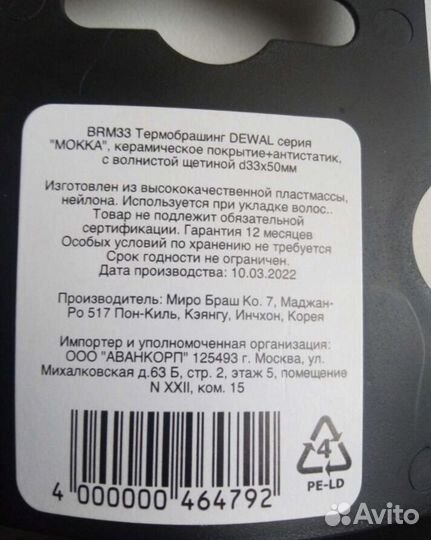 BRM33 Термобрашинг DEWAL серия
"МОККА", керамическое покрытие+антистатик,
с волнистой щетиной d33x50мм
Изготовлен из высококачественной пластмассы,
нейлона. Используется при укладке волос..
Товар не подлежит обязательной
сертификации. Гарантия 12 месяцев
Особых условий по хранению не требуется
Срок годности не ограничен.
Дата производства: 10.03.2022
Производитель: Миро Браш Ко. 7, Маджан-
Ро 517 Пон-Киль, Кэянгу, Инчхон, Корея
Импортер и уполномоченная организация:
ООО "АВАНКОРП" 125493 г. Москва, ул.
Михалковская д.63 Б, стр. 2, этаж 5, помещение
N XXII, ком. 15
4 000000 464792
4
PE-LD
Avito